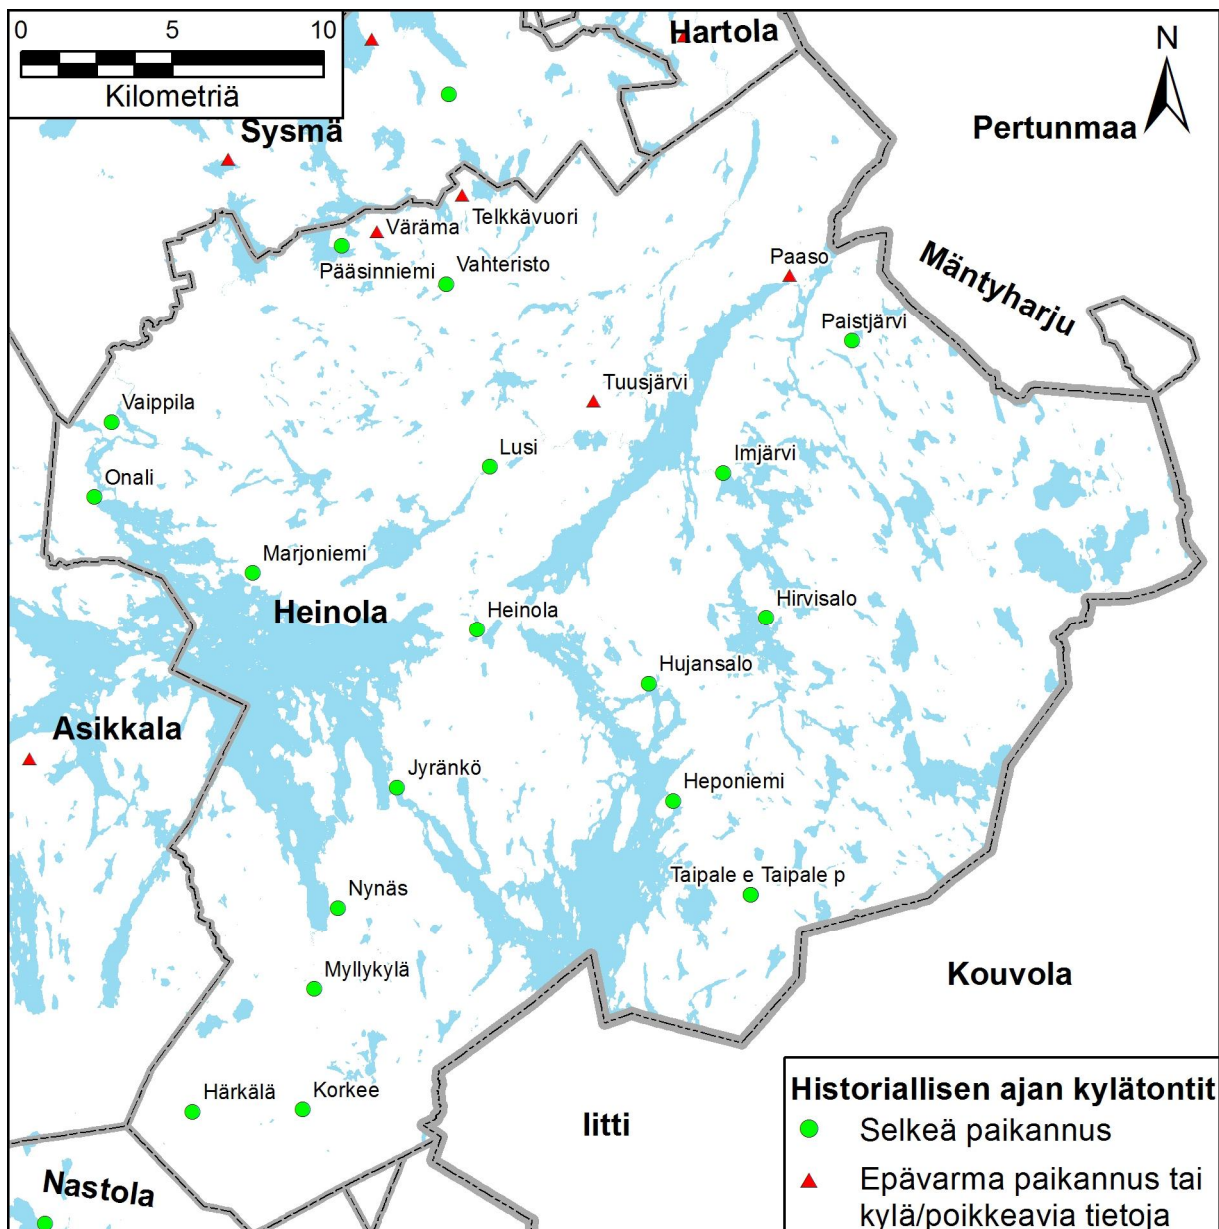 0 5 10
Kilometriä
Hartola
N
Sysmä
Pertunmaa
Telkkävuori
Väräma
Pääsinniemi
Vahteristo
Paaso
Mäntyharju
Paistjärvi
Tuusjärvi
Vaippila
Lusi
Imjärvi
Onali
Marjoniemi
Heinola
Heinola
Hirvisalo
Hujansalo
Asikkala
Jyränkö
Heponiemi
Taipale e Taipale p
Nynäs
Myllykylä
Kouvola
Härkälä
Korkee
Iitti
Nastola
Historiallisen ajan kylätontit
Selkeä paikannus
Epävarma paikannus tai
kylä/poikkeavia tietoja